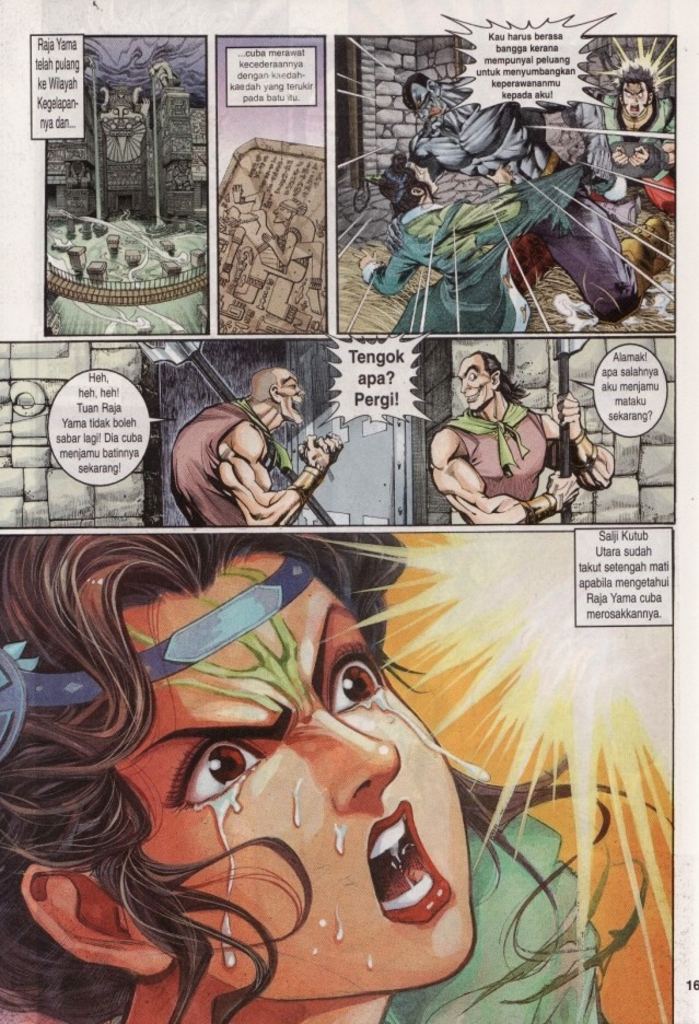 Raja Yama
telah pulang
ke Wilayah
Kegelapan-
nya dan...
...cuba merawat
kecederaannya
dengan kaedah-
kaedah yang terukir
pada batu itu.
Kau harus berasa
bangga kerana
mempunyai peluang
untuk menyumbangkan
keperawananmu
kepada aku!
Heh,
heh, heh!
Tuan Raja
Yama tidak boleh
sabar lagi! Dia cuba
menjamu batinnya
sekarang!
Tengok
apa?
Pergi!
Alamak!
apa salahnya
aku menjamu
mataku
sekarang?
Salji Kutub
Utara sudah
takut setengah mati
apabila mengetahui
Raja Yama cuba
merosakkannya.
16